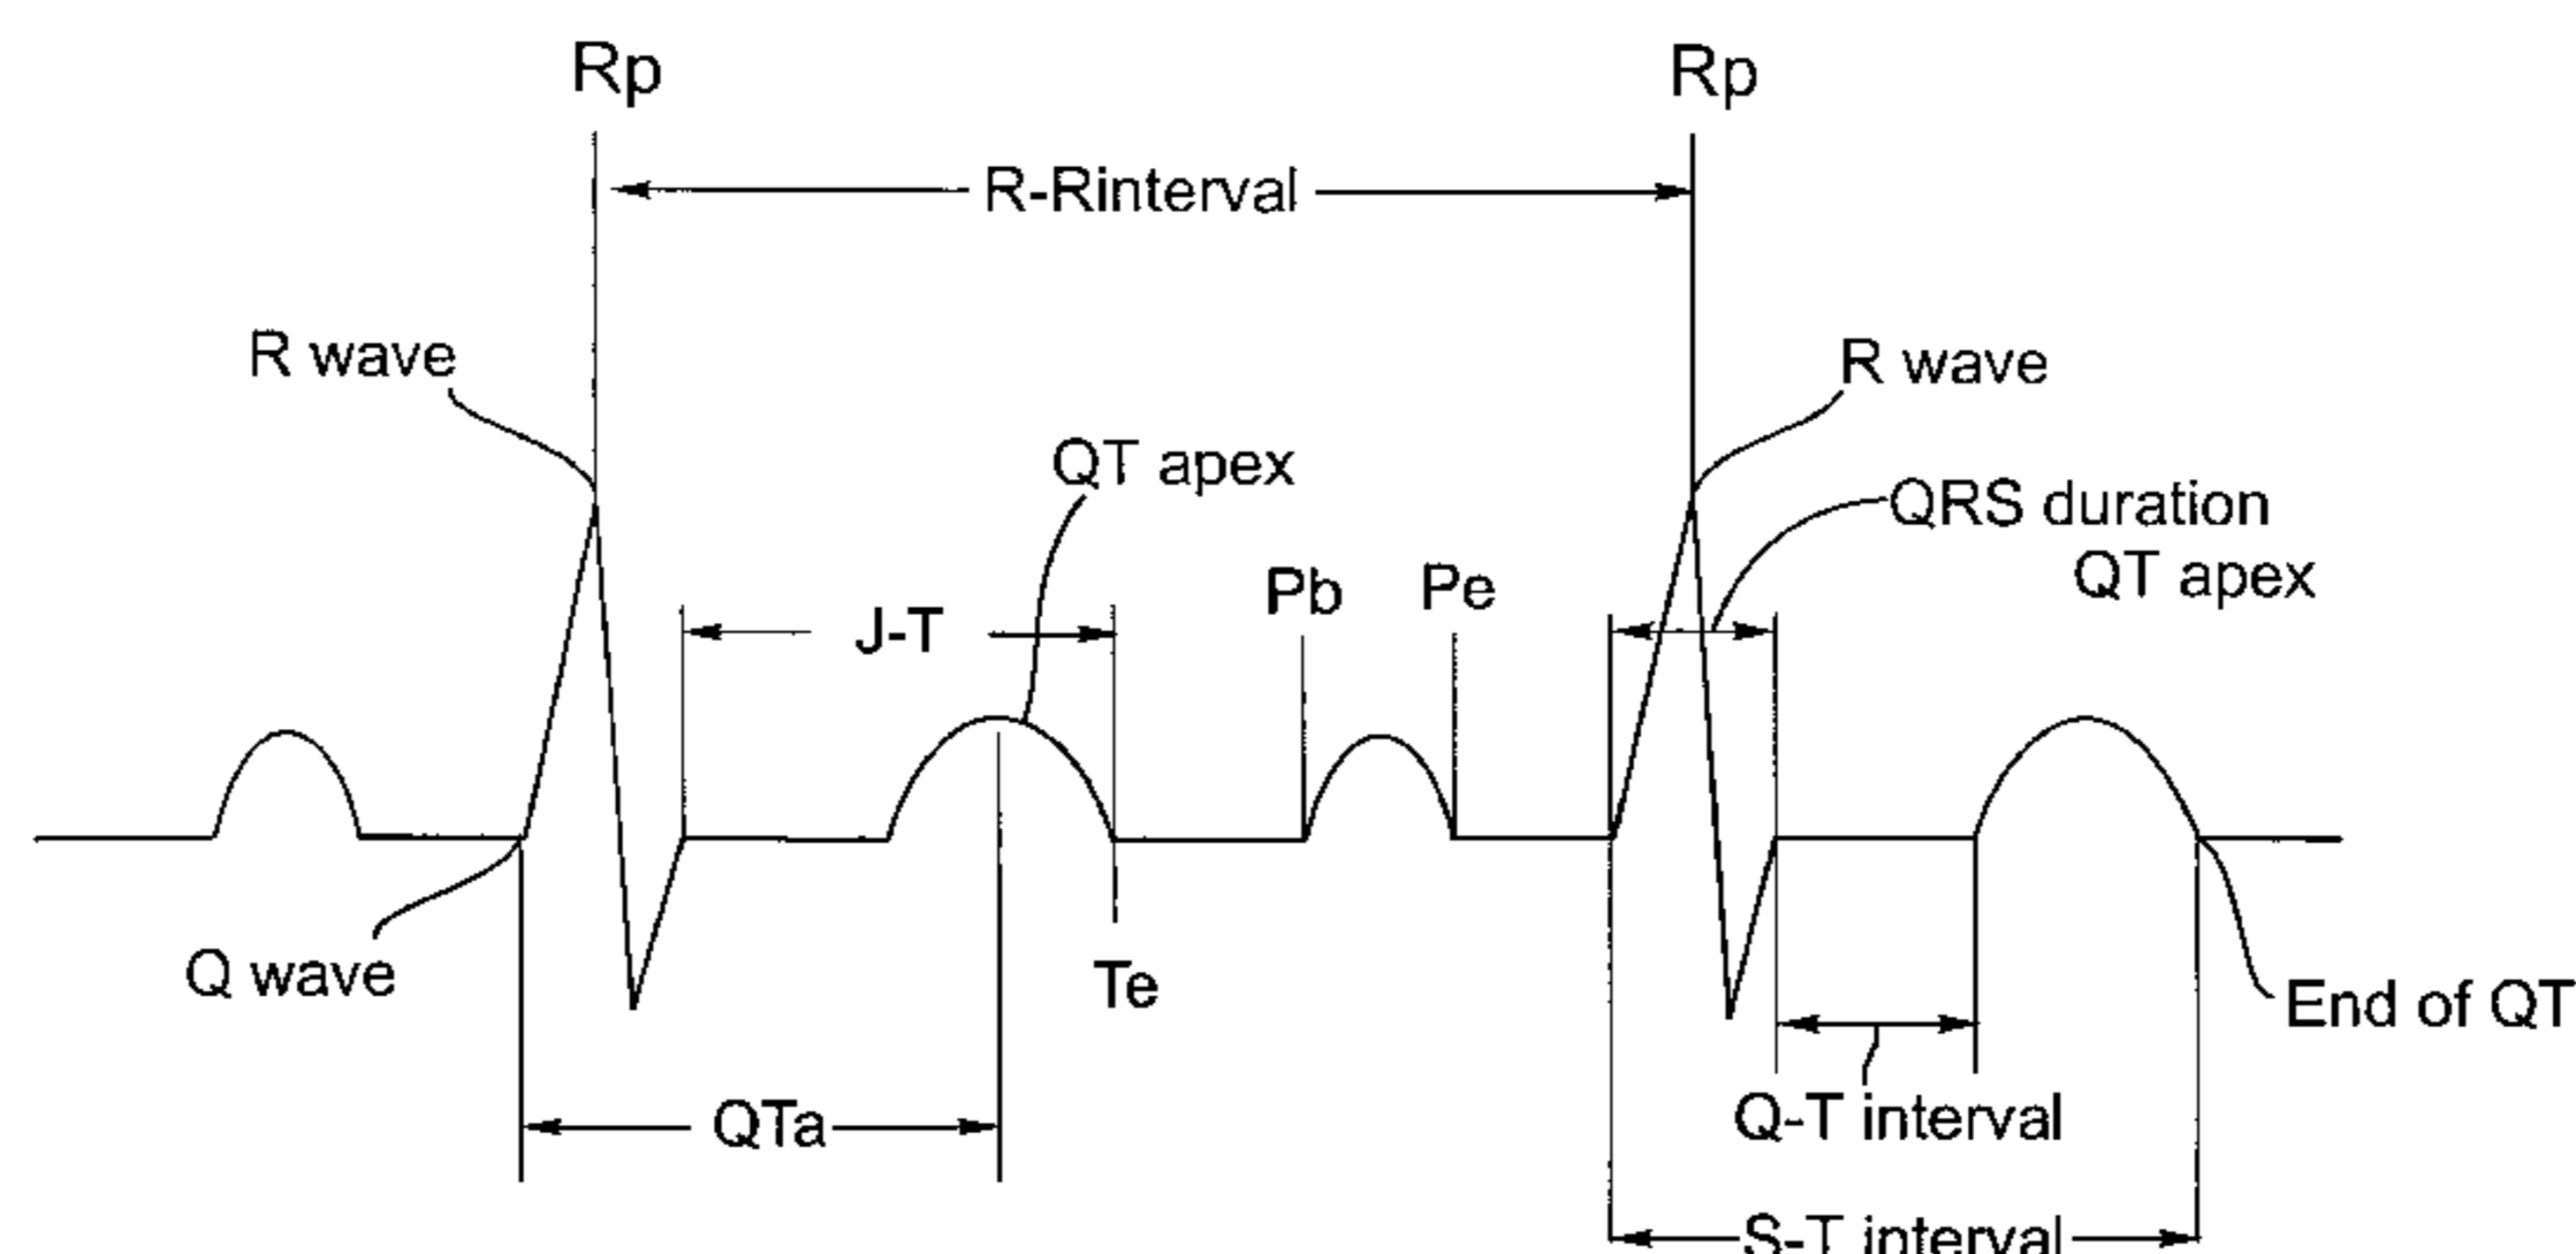 Rp
Rp
R-Rinterval
R wave
R wave
QT apex
QRS duration
QT apex
Pb
Pe
J-T
Q wave
Te
End of QT
QTa
Q-T interval
S-T interval